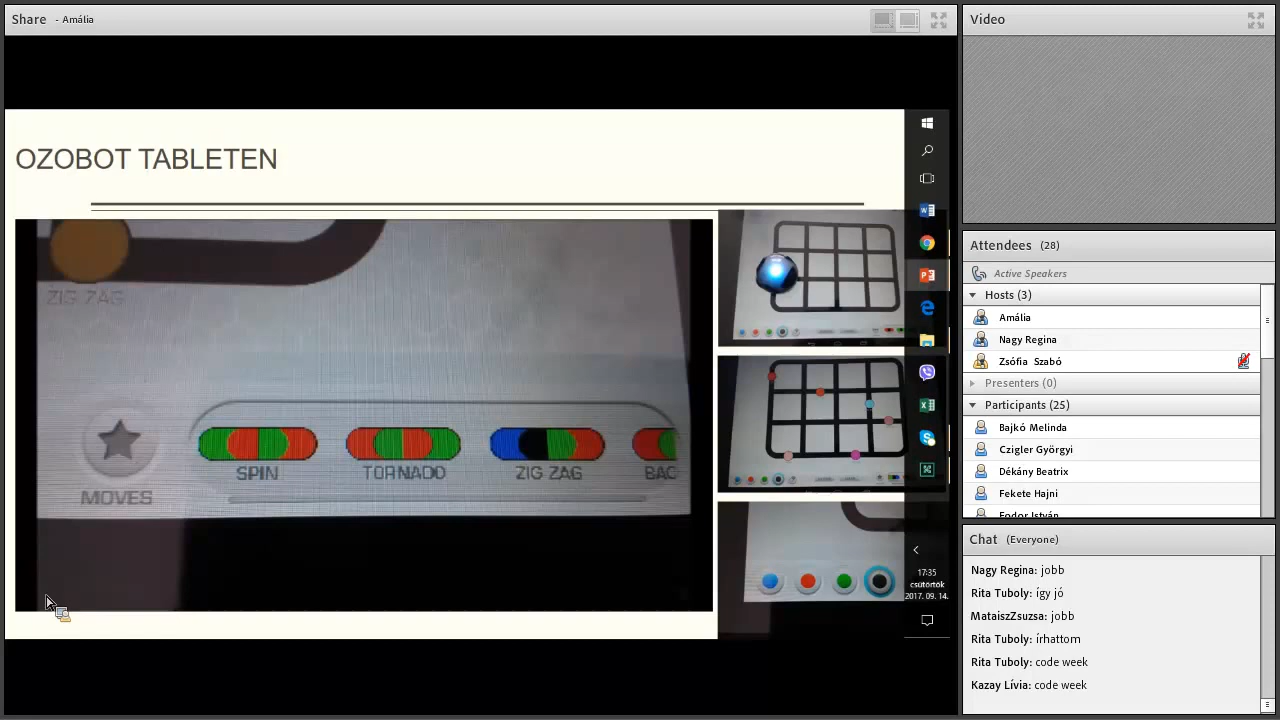 Share - Amália
Video
OZOBOT TABLETEN
ZIG ZAG
SPIN
TORNADO
ZIG ZAG
BAC
MOVES
17:35
csütörtök
2017. 09. 14.
Attendees (28)
Active Speakers
Hosts (3)
Amália
Nagy Regina
Zsófia Szabó
Presenters (0)
Participants (25)
Bajkó Melinda
Czigler Györgyi
Dékány Beatrix
Fekete Hajni
Fodor István
Chat (Everyone)
Nagy Regina: jobb
Rita Tuboly: így jó
MataiszZsuzsa: jobb
Rita Tuboly: írhattom
Rita Tuboly: code week
Kazay Lívia: code week